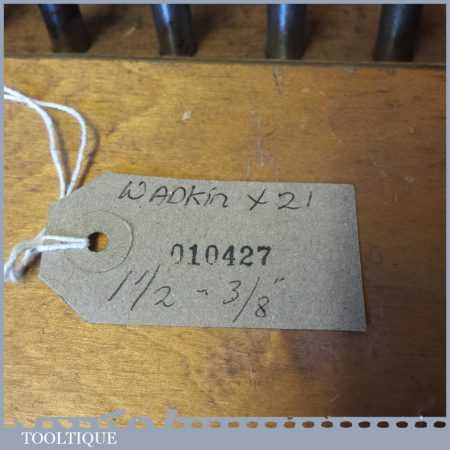 WADKin x 21
010427
1 1/2 - 3/8"
TOOLTIQUE